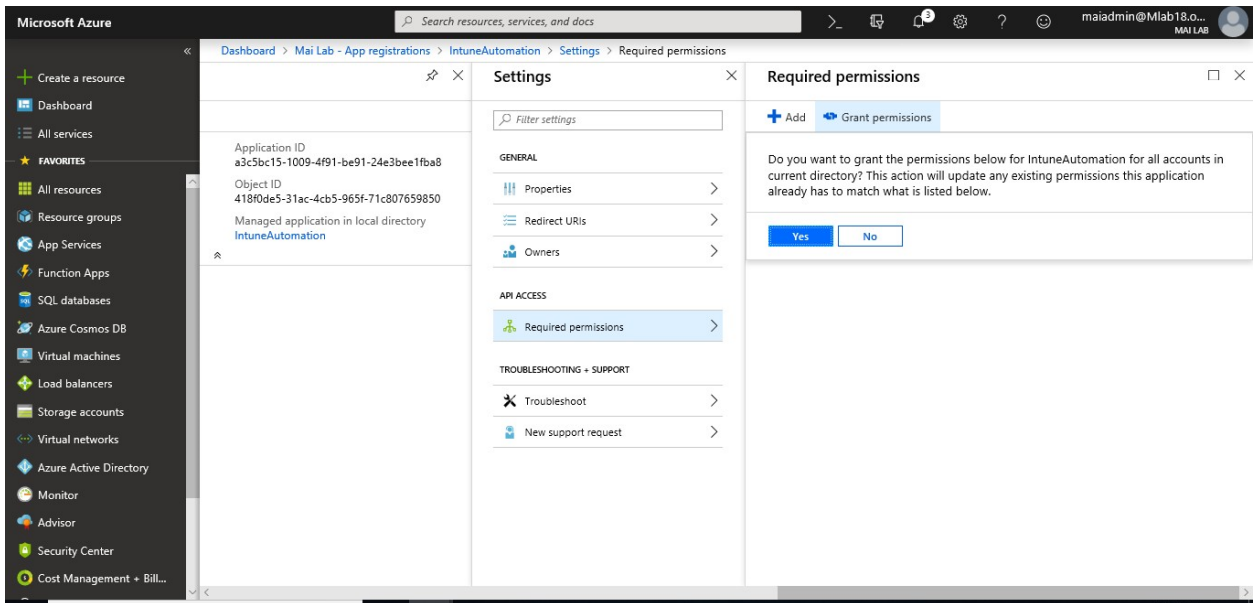 Microsoft Azure
Search resources, services, and docs
3
maiadmin@Mlab18.o...
MAI LAB
Dashboard > Mai Lab - App registrations > IntuneAutomation > Settings > Required permissions
Create a resource
Dashboard
All services
FAVORITES
All resources
Resource groups
App Services
Function Apps
SQL databases
Azure Cosmos DB
Virtual machines
Load balancers
Storage accounts
Virtual networks
Azure Active Directory
Monitor
Advisor
Security Center
Cost Management + Bill...
Application ID
a3c5bc15-1009-4f91-be91-24e3bee1fba8
Object ID
418f0de5-31ac-4cb5-965f-71c807659850
Managed application in local directory
IntuneAutomation
Settings
Filter settings
GENERAL
Properties
Redirect URIs
Owners
API ACCESS
Required permissions
TROUBLESHOOTING + SUPPORT
Troubleshoot
New support request
Required permissions
Add
Grant permissions
Do you want to grant the permissions below for IntuneAutomation for all accounts in
current directory? This action will update any existing permissions this application
already has to match what is listed below.
Yes
No